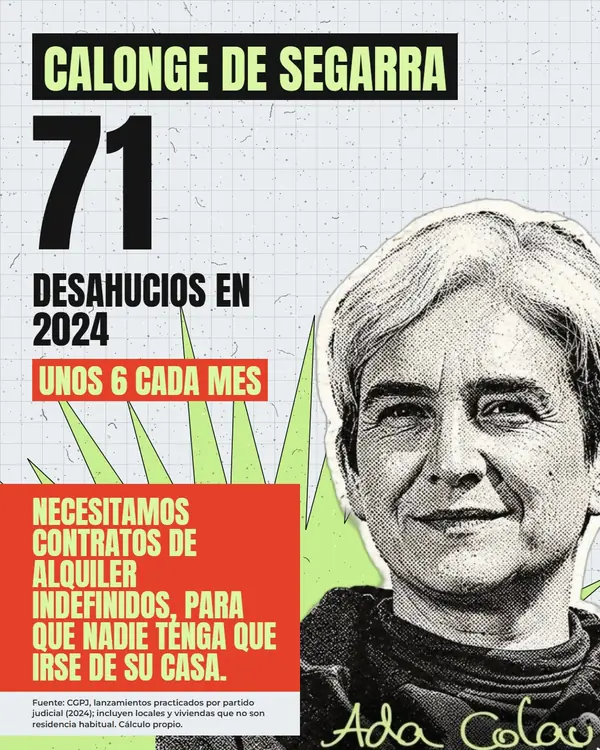 CALONGE DE SEGARRA
71
DESAHUCIOS EN
2024
UNOS 6 CADA MES
NECESITAMOS
CONTRATOS DE
ALQUILER
INDEFINIDOS, PARA
QUE NADIE TENGA QUE
IRSE DE SU CASA.
Fuente: CGPJ, lanzamientos practicados por partido
judicial (2024); incluyen locales y viviendas que no son
residencia habitual. Cálculo propio.
Ada Colau